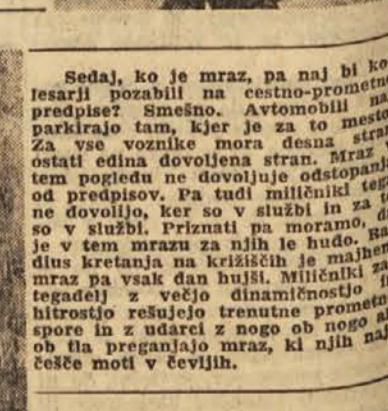 Sedaj, ko je mraz, pa naj bi ko-
lesarji pozabili na cestno-prometne
predpise? Smešno. Avtomobili na
parkirajo tam, kjer je za to mesto
Za vse voznike mora desna stran
ostati edina dovoljena stran. Mraz v
tem pogledu ne dovoljuje odstopanj
od predpisov. Pa tudi miličniki tega
ne dovolijo, ker so v službi in za to
so v službi. Priznati pa moramo, da
je v tem mrazu za njih le hudo. Ra-
dius kretanja na križiščih je majhen
mraz pa vsak dan hujši. Miličniki za-
tegadelj z večjo dinamičnostjo in
hitrostjo rešujejo trenutne prometne
spore in z udarci z nogo ob nogo ali
ob tla preganjajo mraz, ki njih naj-
češče moti v čevljih.